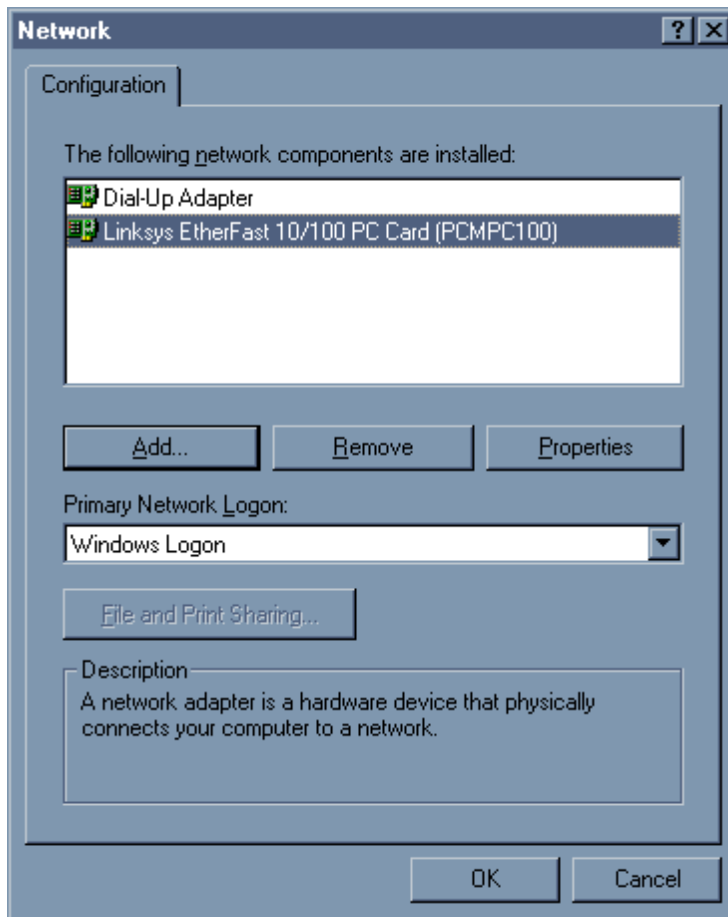 Network
Configuration
The following network components are installed:
Dial-Up Adapter
Linksys EtherFast 10/100 PC Card (PCMPC100)
Add... Remove Properties
Primary Network Logon:
Windows Logon
File and Print Sharing...
Description
A network adapter is a hardware device that physically
connects your computer to a network.
OK Cancel